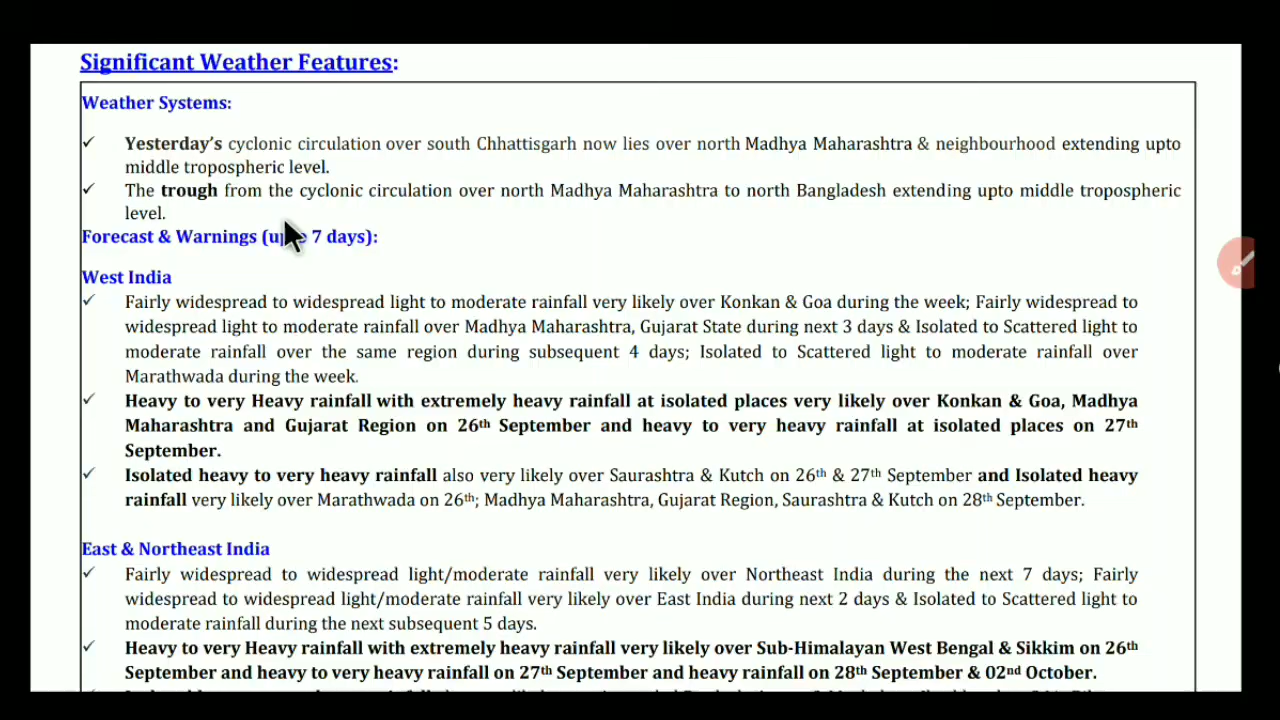 Significant Weather Features:
Weather Systems:
✓ Yesterday's cyclonic circulation over south Chhattisgarh now lies over north Madhya Maharashtra & neighbourhood extending upto
middle tropospheric level.
✓ The trough from the cyclonic circulation over north Madhya Maharashtra to north Bangladesh extending upto middle tropospheric
level.
Forecast & Warnings (upto 7 days):
West India
✓ Fairly widespread to widespread light to moderate rainfall very likely over Konkan & Goa during the week; Fairly widespread to
widespread light to moderate rainfall over Madhya Maharashtra, Gujarat State during next 3 days & Isolated to Scattered light to
moderate rainfall over the same region during subsequent 4 days; Isolated to Scattered light to moderate rainfall over
Marathwada during the week.
✓ Heavy to very Heavy rainfall with extremely heavy rainfall at isolated places very likely over Konkan & Goa, Madhya
Maharashtra and Gujarat Region on 26th September and heavy to very heavy rainfall at isolated places on 27th
September.
✓ Isolated heavy to very heavy rainfall also very likely over Saurashtra & Kutch on 26th & 27th September and Isolated heavy
rainfall very likely over Marathwada on 26th; Madhya Maharashtra, Gujarat Region, Saurashtra & Kutch on 28th September.
East & Northeast India
✓ Fairly widespread to widespread light/moderate rainfall very likely over Northeast India during the next 7 days; Fairly
widespread to widespread light/moderate rainfall very likely over East India during next 2 days & Isolated to Scattered light to
moderate rainfall during the next subsequent 5 days.
✓ Heavy to very Heavy rainfall with extremely heavy rainfall very likely over Sub-Himalayan West Bengal & Sikkim on 26th
September and heavy to very heavy rainfall on 27th September and heavy rainfall on 28th September & 02nd October.